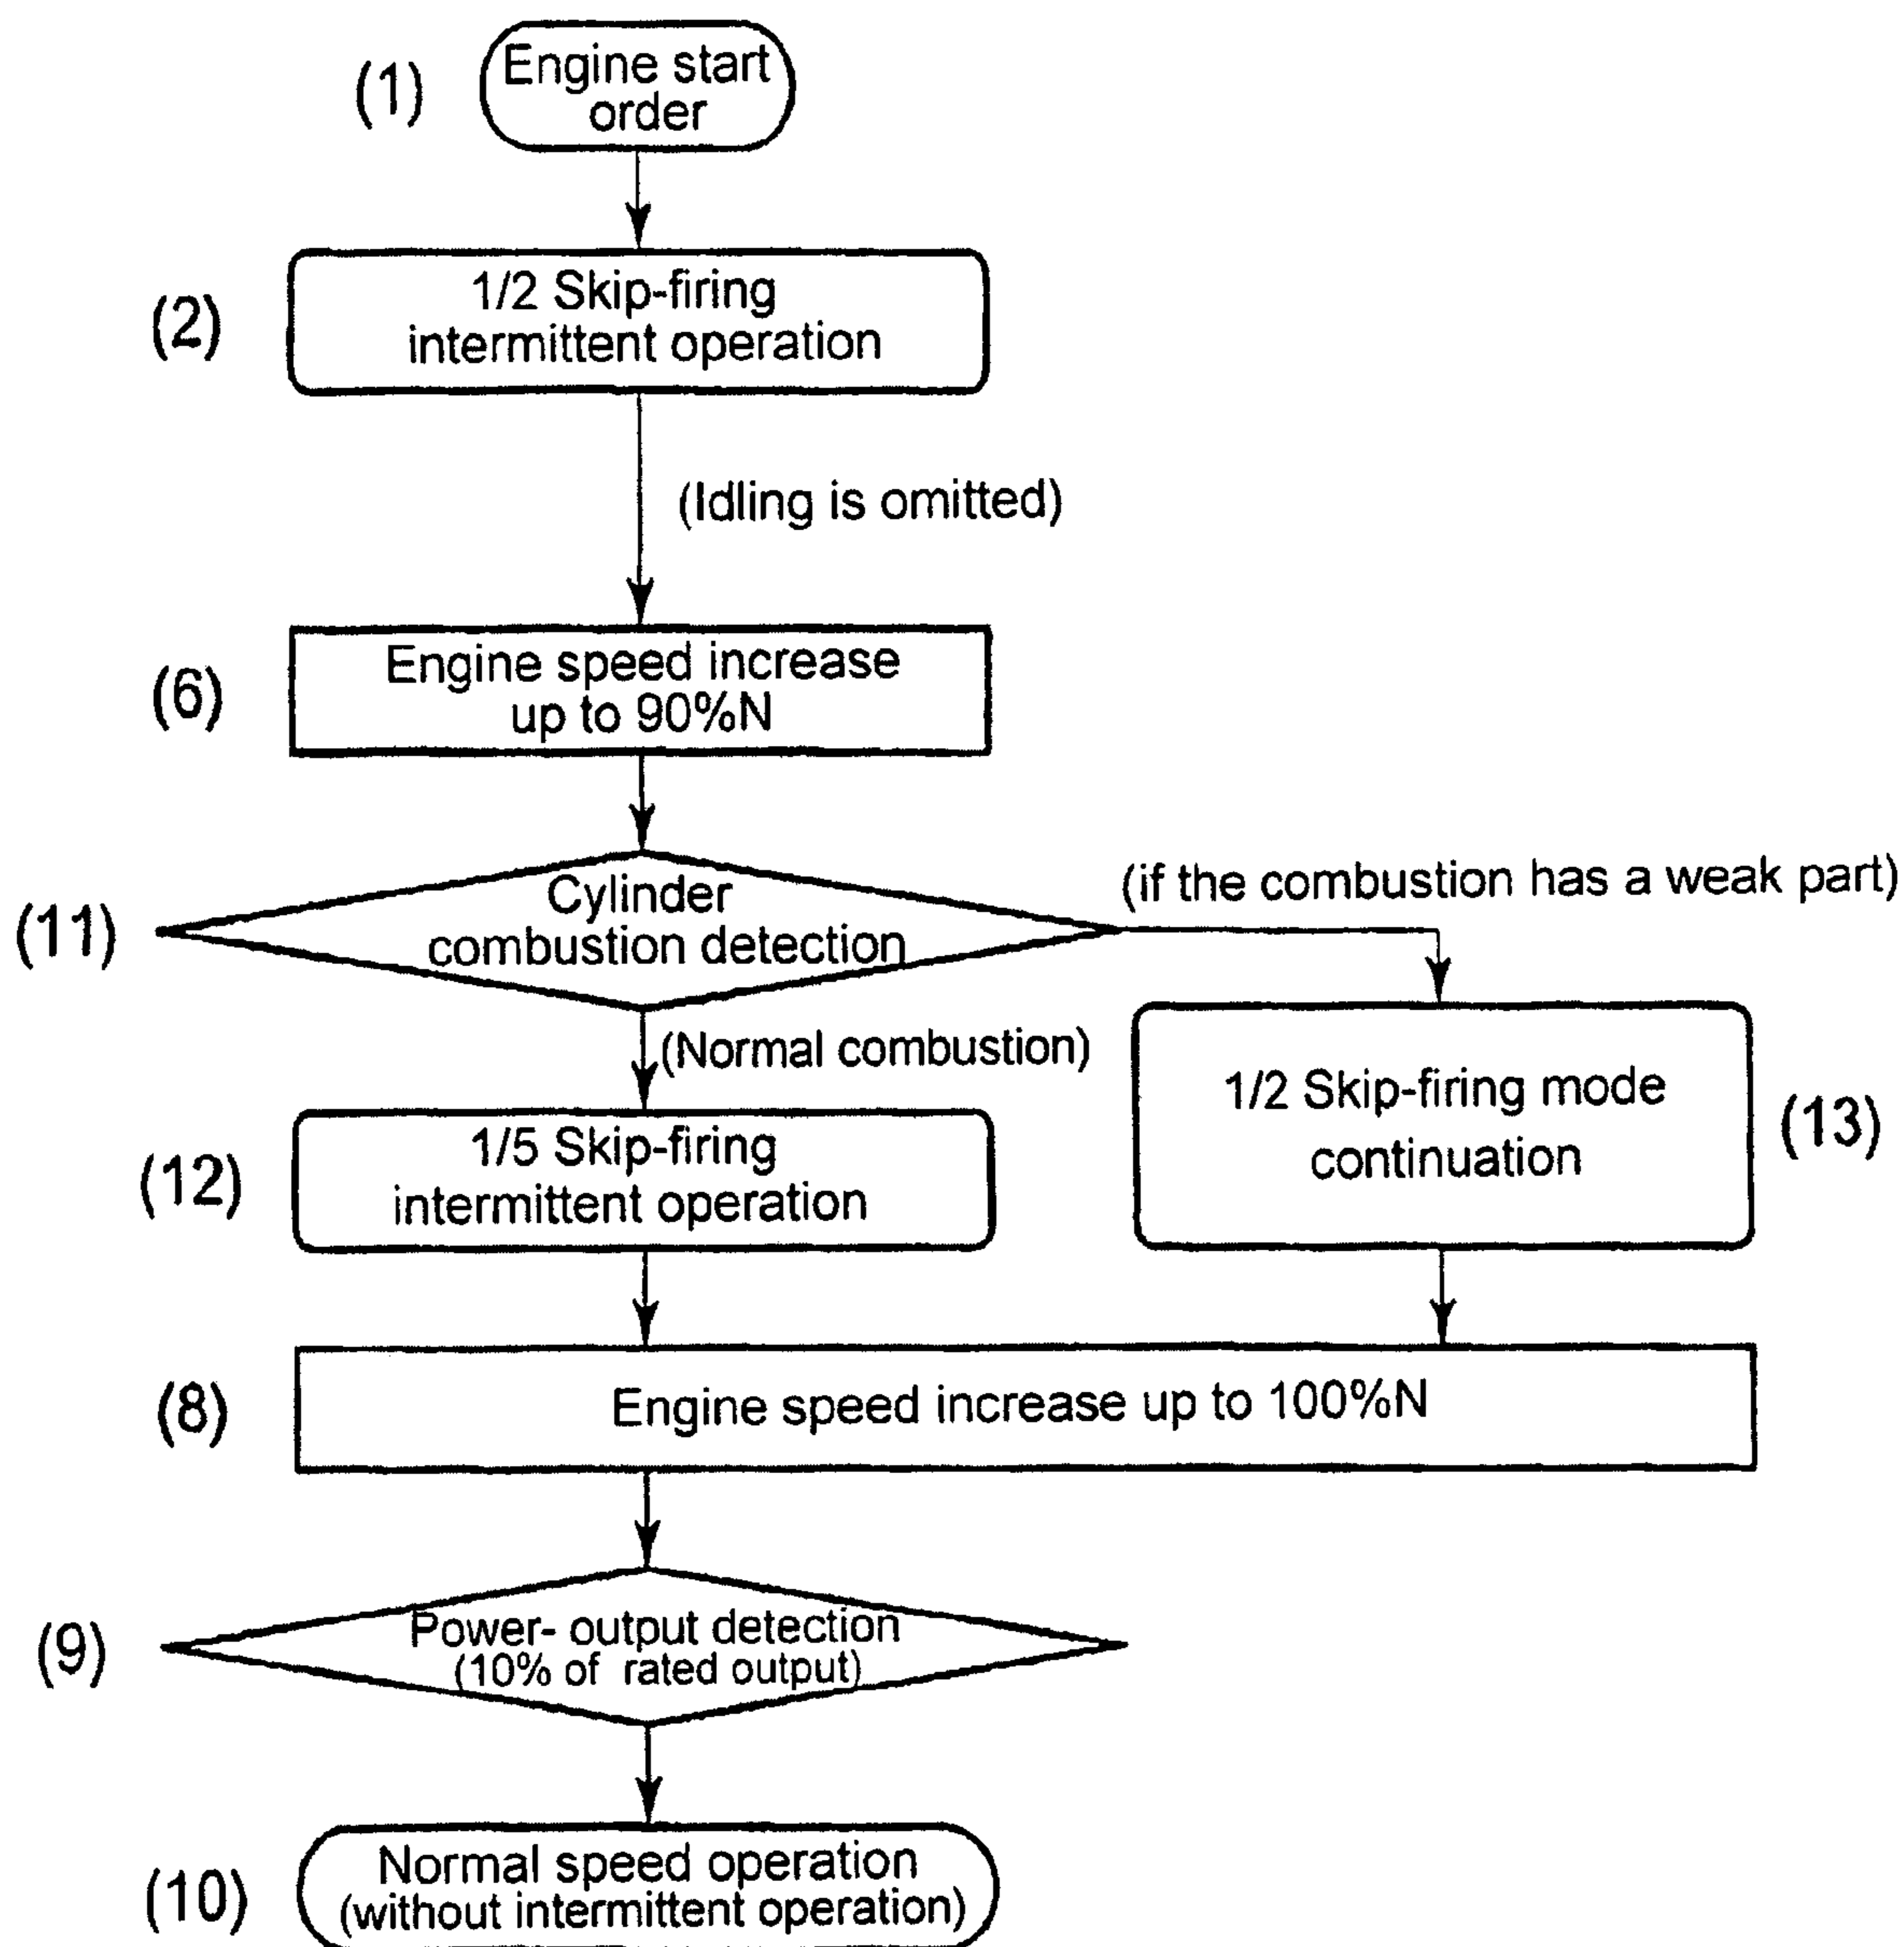 (1)
Engine start
order
(2)
1/2 Skip-firing
intermittent operation
(Idling is omitted)
(6)
Engine speed increase
up to 90%N
(11)
Cylinder
combustion detection
(if the combustion has a weak part)
(Normal combustion)
(12)
1/5 Skip-firing
intermittent operation
1/2 Skip-firing mode
continuation
(13)
(8)
Engine speed increase up to 100%N
(9)
Power- output detection
(10% of rated output)
(10)
Normal speed operation
(without intermittent operation)